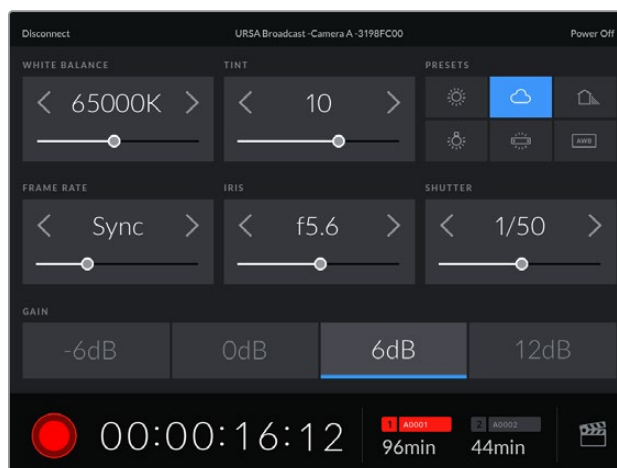 Disconnect
URSA Broadcast -Camera A -3198FC00
Power Off
WHITE BALANCE
TINT
PRESETS
65000K
10
AWB
FRAME RATE
IRIS
SHUTTER
Sync
f5.6
1/50
GAIN
-6dB
0dB
6dB
12dB
00:00:16:12
1 A0001
96min
2 A0002
44min